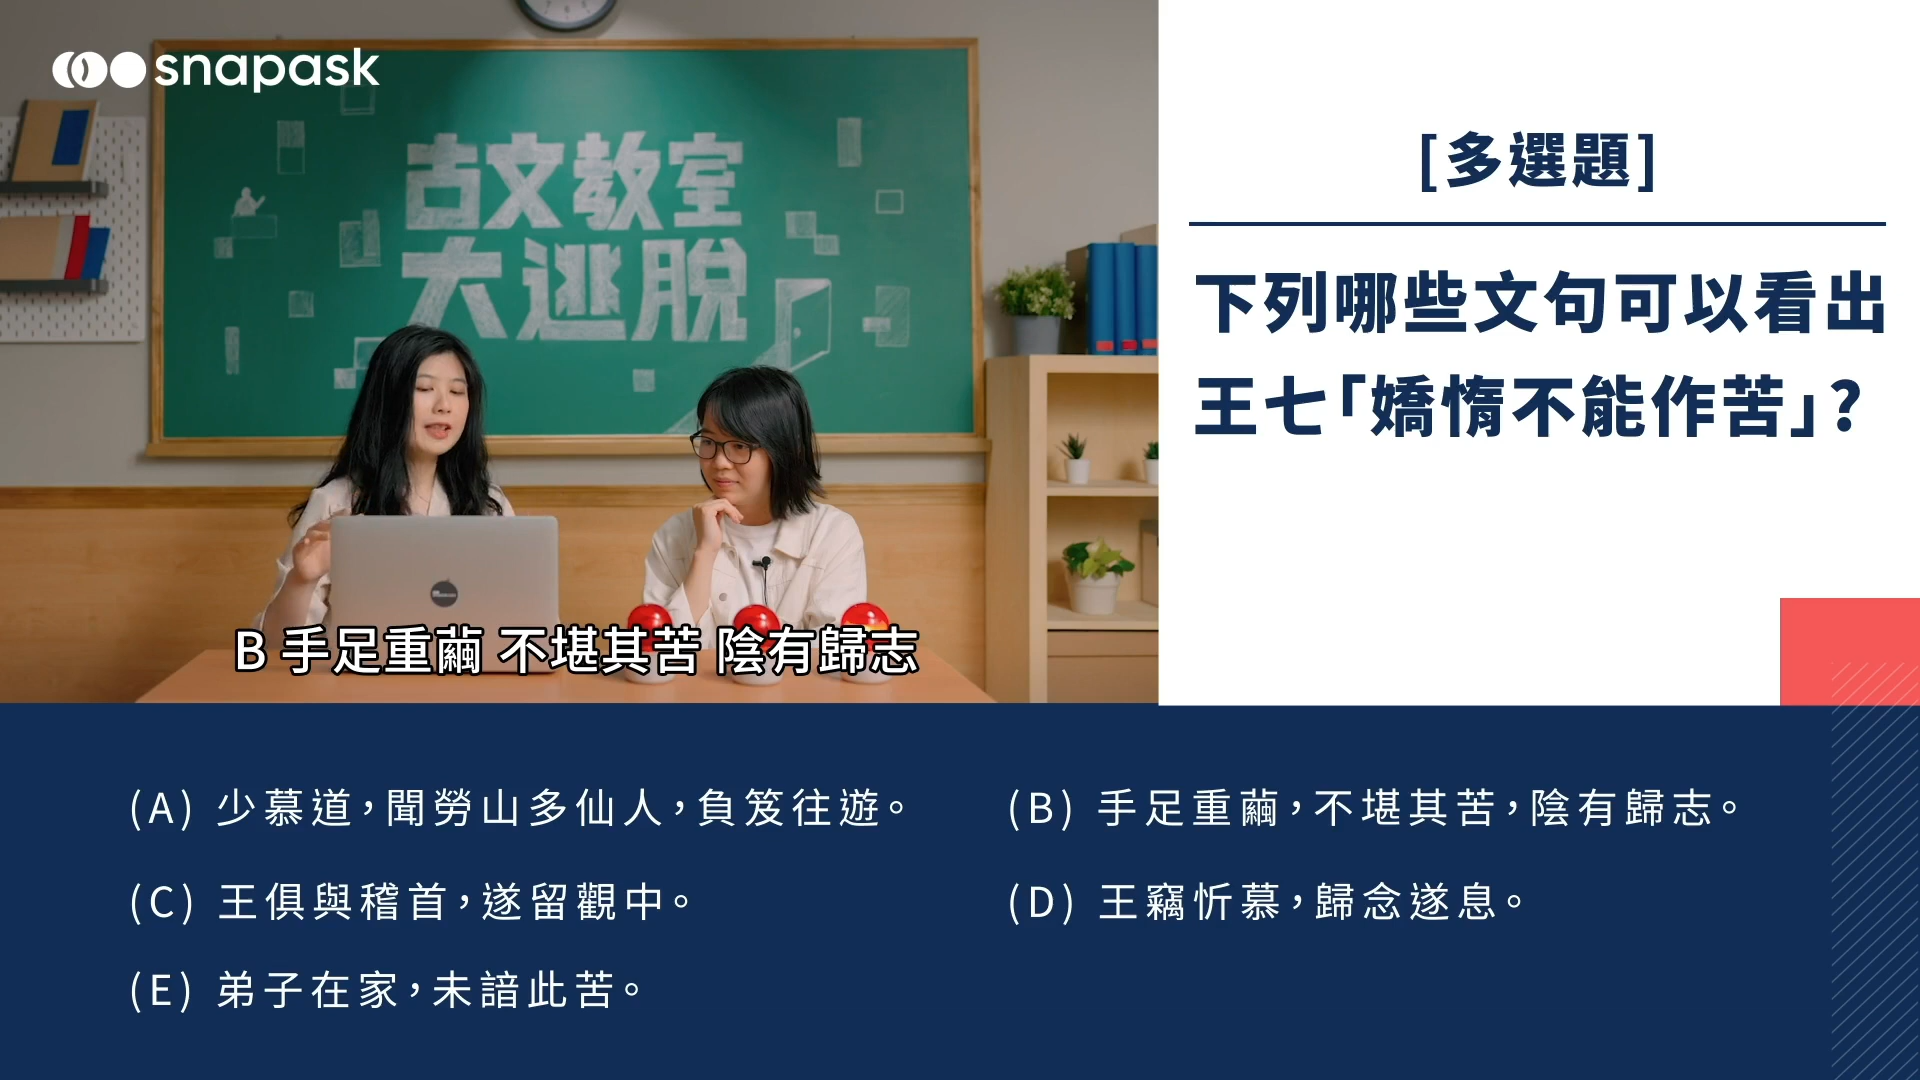 snapask
古文教室
大逃脫
B 手足重繭 不堪其苦 陰有歸志
[多選題]
下列哪些文句可以看出
王七「嬌惰不能作苦」?
(A) 少慕道，聞勞山多仙人，負笈往遊。
(B) 手足重繭，不堪其苦，陰有歸志。
(C) 王俱與稽首，遂留觀中。
(D) 王竊忻慕，歸念遂息。
(E) 弟子在家，未諳此苦。